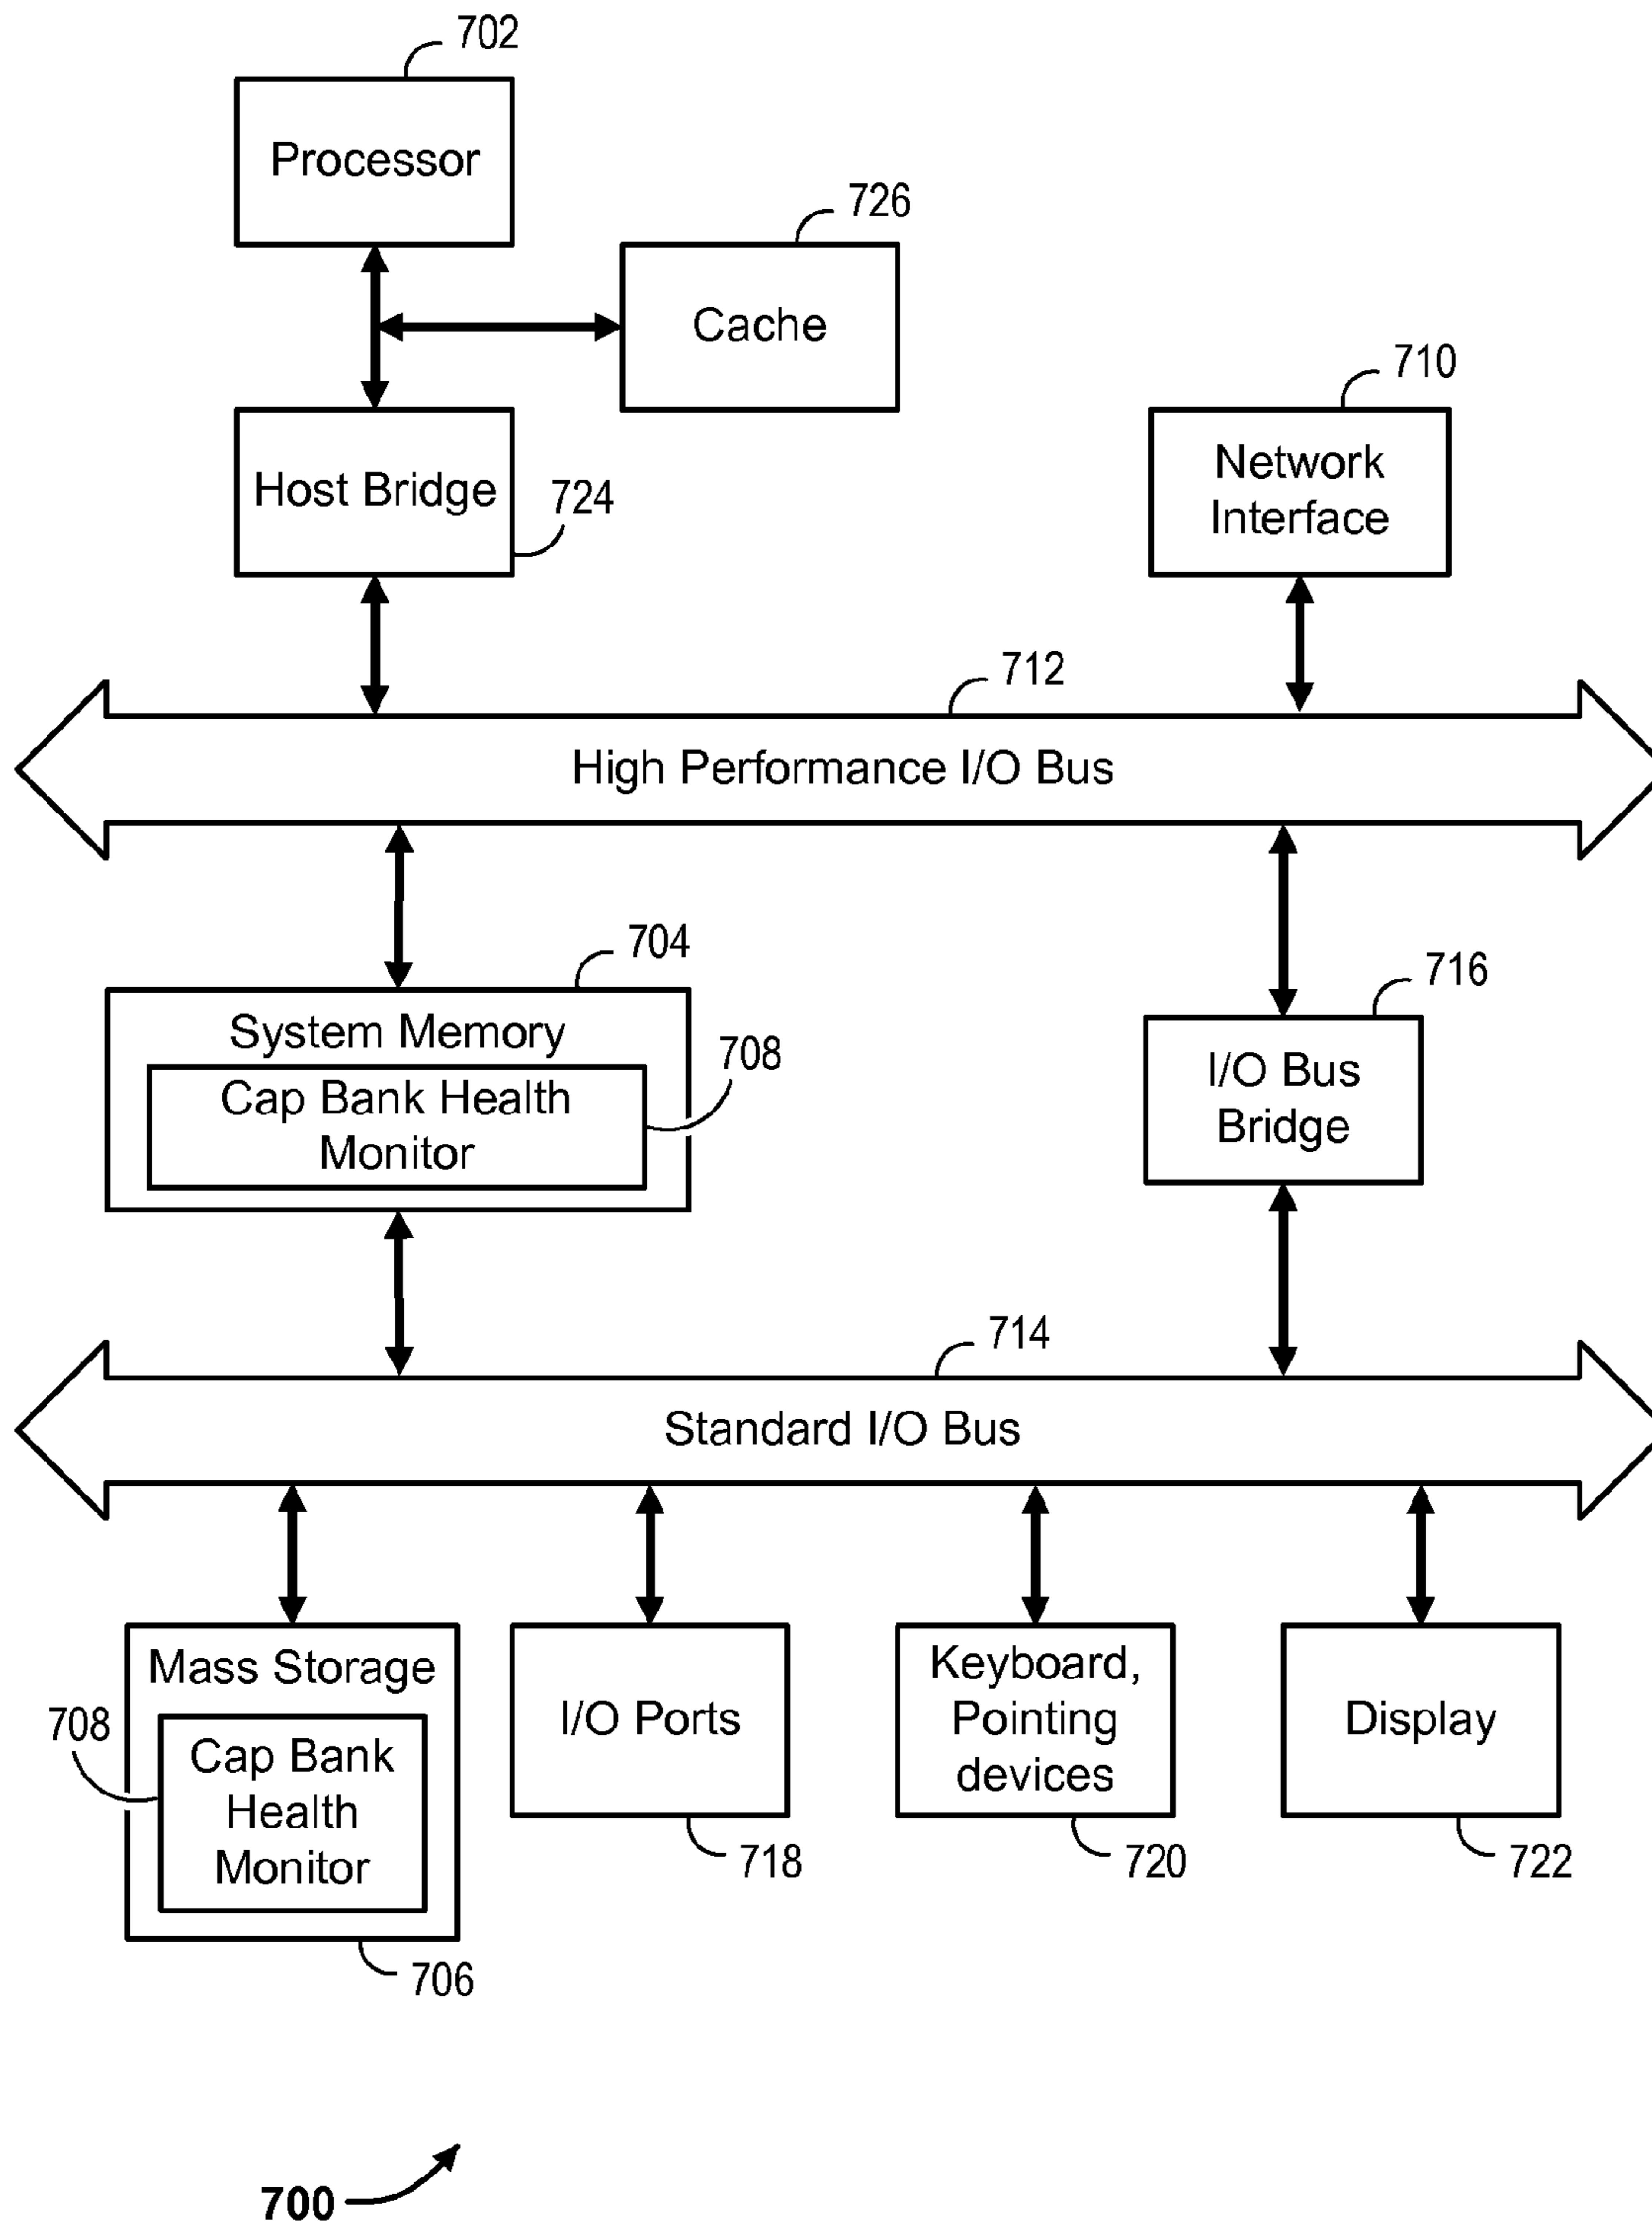 702
Processor
726
Cache
710
Network
Interface
Host Bridge
724
712
High Performance I/O Bus
704
System Memory
708
Cap Bank Health
Monitor
716
I/O Bus
Bridge
714
Standard I/O Bus
Mass Storage
708
Cap Bank
Health
Monitor
706
I/O Ports
718
Keyboard,
Pointing
devices
720
Display
722
700